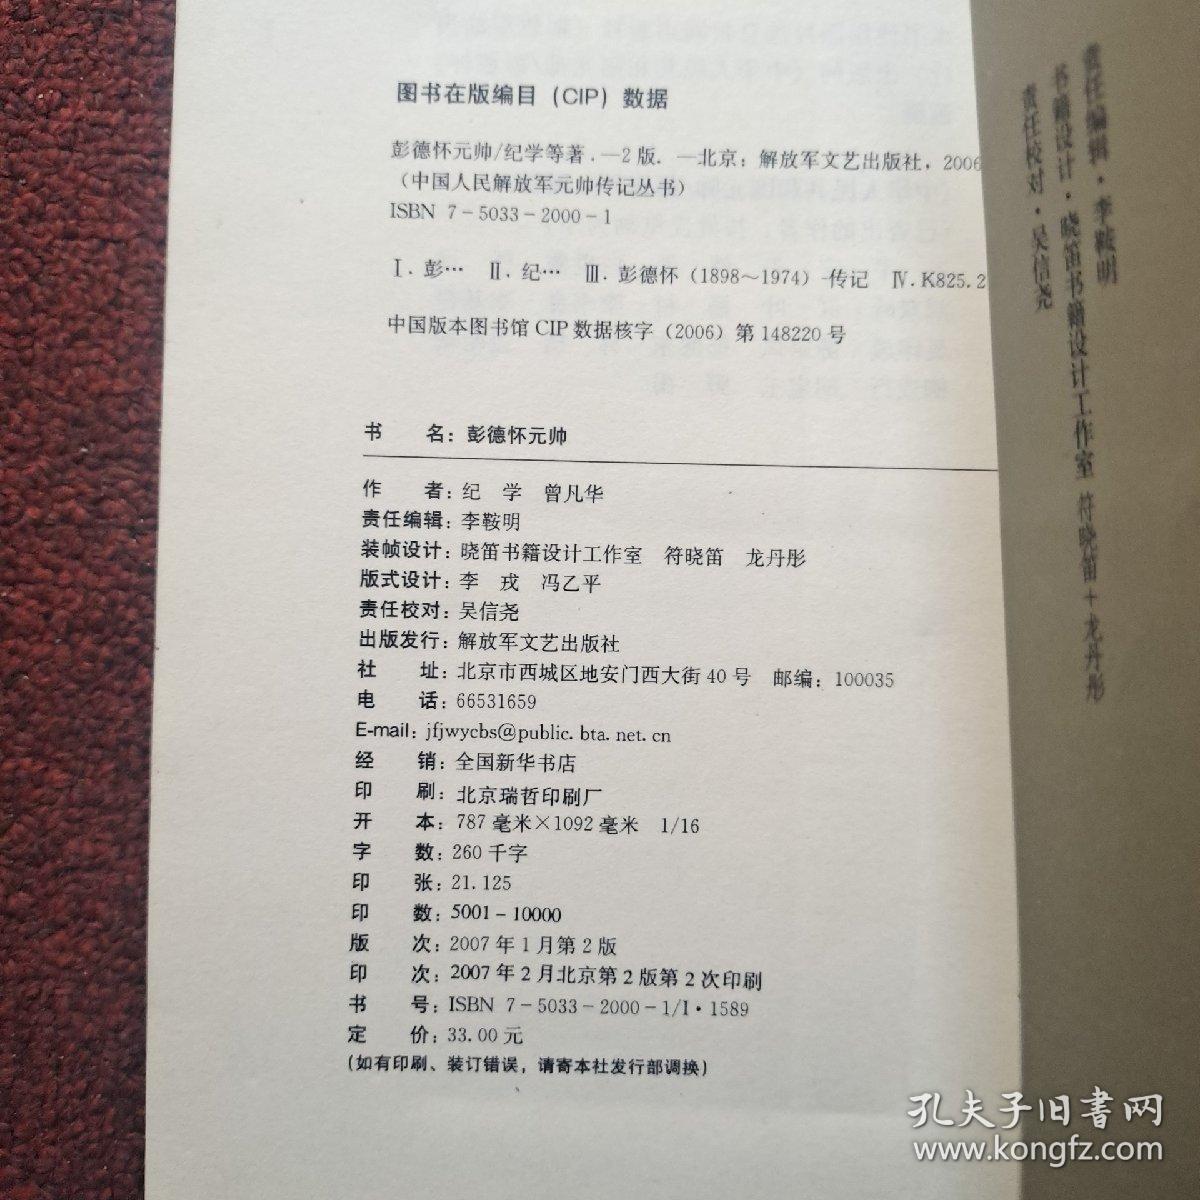 图书在版编目（CIP）数据
彭德怀元帅/纪学等著.—2版.—北京：解放军文艺出版社，2006
（中国人民解放军元帅传记丛书）
ISBN 7-5033-2000-1
Ⅰ.彭… Ⅱ.纪… Ⅲ.彭德怀（1898～1974）-传记 Ⅳ.K825.2
中国版本图书馆CIP数据核字（2006）第148220号
书 名：彭德怀元帅
作 者：纪 学 曾凡华
责任编辑：李鞍明
装帧设计：晓笛书籍设计工作室 符晓笛 龙丹彤
版式设计：李 戎 冯乙平
责任校对：吴信尧
出版发行：解放军文艺出版社
社 址：北京市西城区地安门西大街40号 邮编：100035
电 话：66531659
E-mail：jfjwycbs@public.bta.net.cn
经 销：全国新华书店
印 刷：北京瑞哲印刷厂
开 本：787毫米×1092毫米 1/16
字 数：260千字
印 张：21.125
印 数：5001-10000
版 次：2007年1月第2版
印 次：2007年2月北京第2版第2次印刷
书 号：ISBN 7-5033-2000-1/I·1589
定 价：33.00元
（如有印刷、装订错误，请寄本社发行部调换）
责任编辑·李鞍明
书籍设计·晓笛书籍设计工作室 符晓笛+龙丹彤
责任校对·吴信尧
孔夫子旧书网
www.kongfz.com